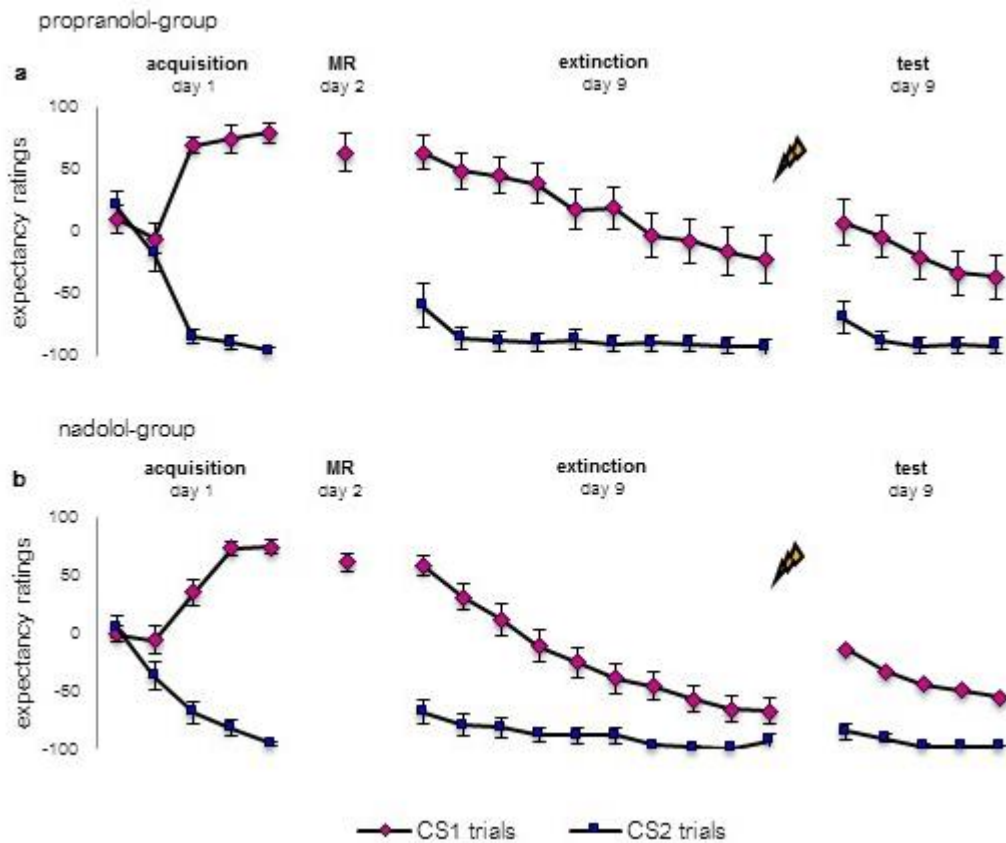 propranolol-group
a
acquisition MR extinction test
day 1 day 2 day 9 day 9
100
50
0
-50
-100
expectancy ratings
nadolol-group
b
acquisition MR extinction test
day 1 day 2 day 9 day 9
100
50
0
-50
-100
expectancy ratings
CS1 trials CS2 trials